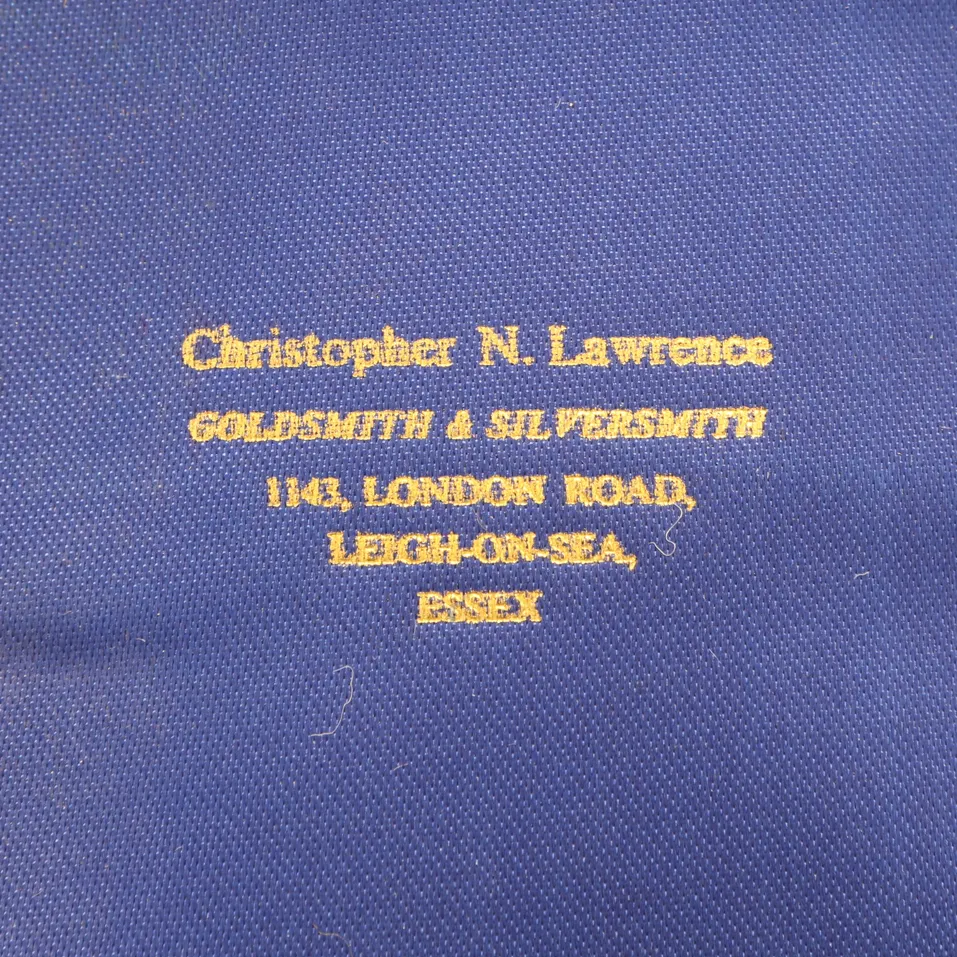 Christopher N. Lawrence
GOLDSMITH & SILVERSMITH
1143, LONDON ROAD,
LEIGH-ON-SEA,
ESSEX